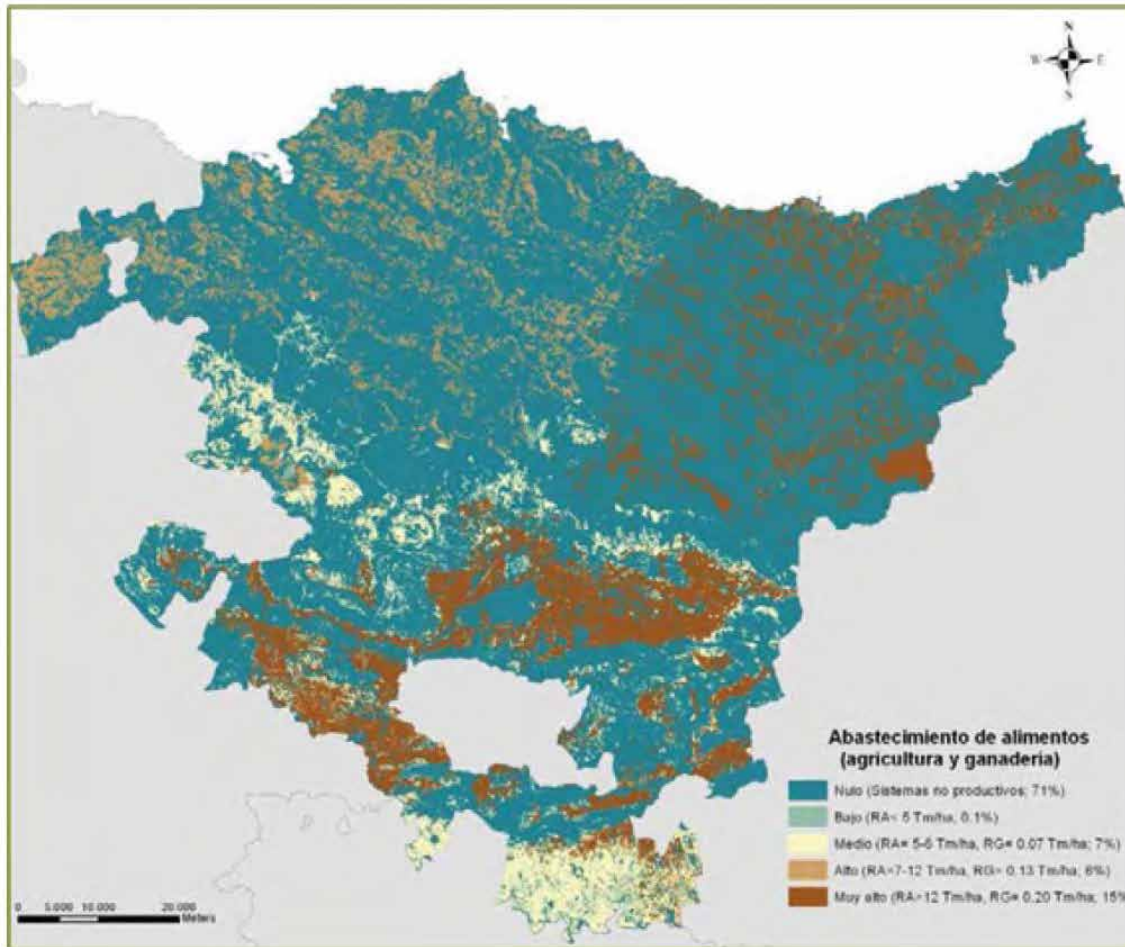 N
W E
S
Abastecimiento de alimentos
(agricultura y ganadería)
Nulo (Sistemas no productivos; 71%)
Bajo (RA< 5 Tm/ha, 0.1%)
Medio (RA= 5-6 Tm/ha, RG= 0.07 Tm/ha; 7%)
Alto (RA=7-12 Tm/ha, RG= 0.13 Tm/ha; 6%)
Muy alto (RA>12 Tm/ha, RG= 0.20 Tm/ha; 15%
0 5.000 10.000 20.000
Meters